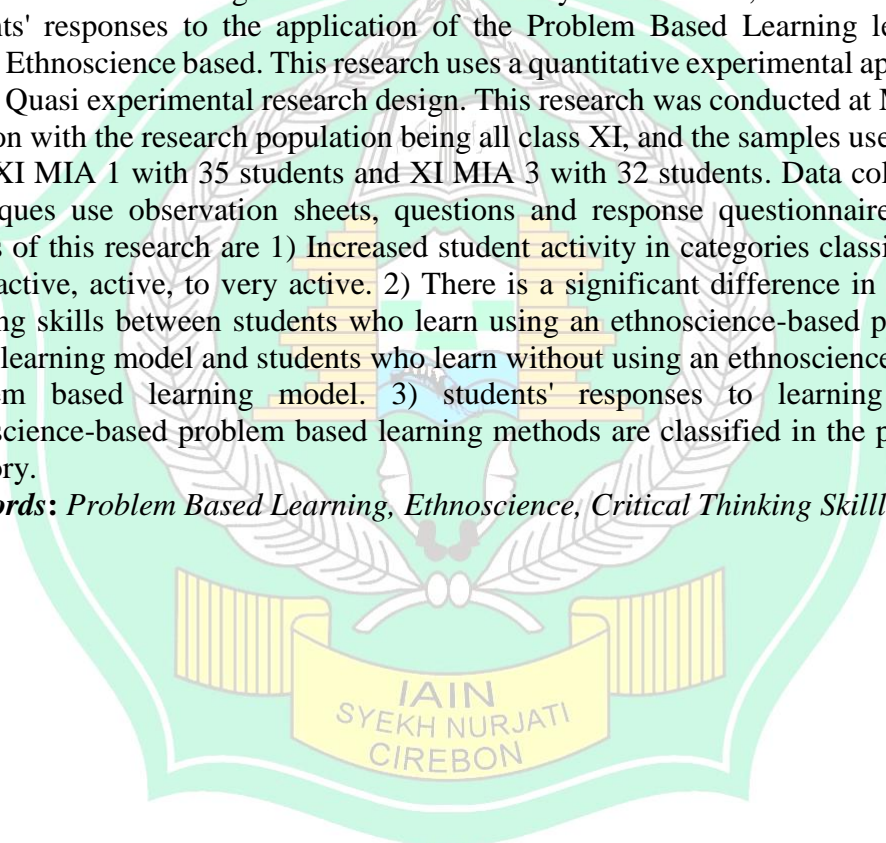 nts' responses to the application of the Problem Based Learning le
Ethnoscience based. This research uses a quantitative experimental ap
Quasi experimental research design. This research was conducted at M
on with the research population being all class XI, and the samples use
XI MIA 1 with 35 students and XI MIA 3 with 32 students. Data col
ques use observation sheets, questions and response questionnaire
s of this research are 1) Increased student activity in categories classi
active, active, to very active. 2) There is a significant difference in
ng skills between students who learn using an ethnoscience-based p
learning model and students who learn without using an ethnoscience
em based learning model. 3) students' responses to learning
science-based problem based learning methods are classified in the p
ory.
ords: Problem Based Learning, Ethnoscience, Critical Thinking Skilll
IAIN
SYEKH NURJATI
CIREBON